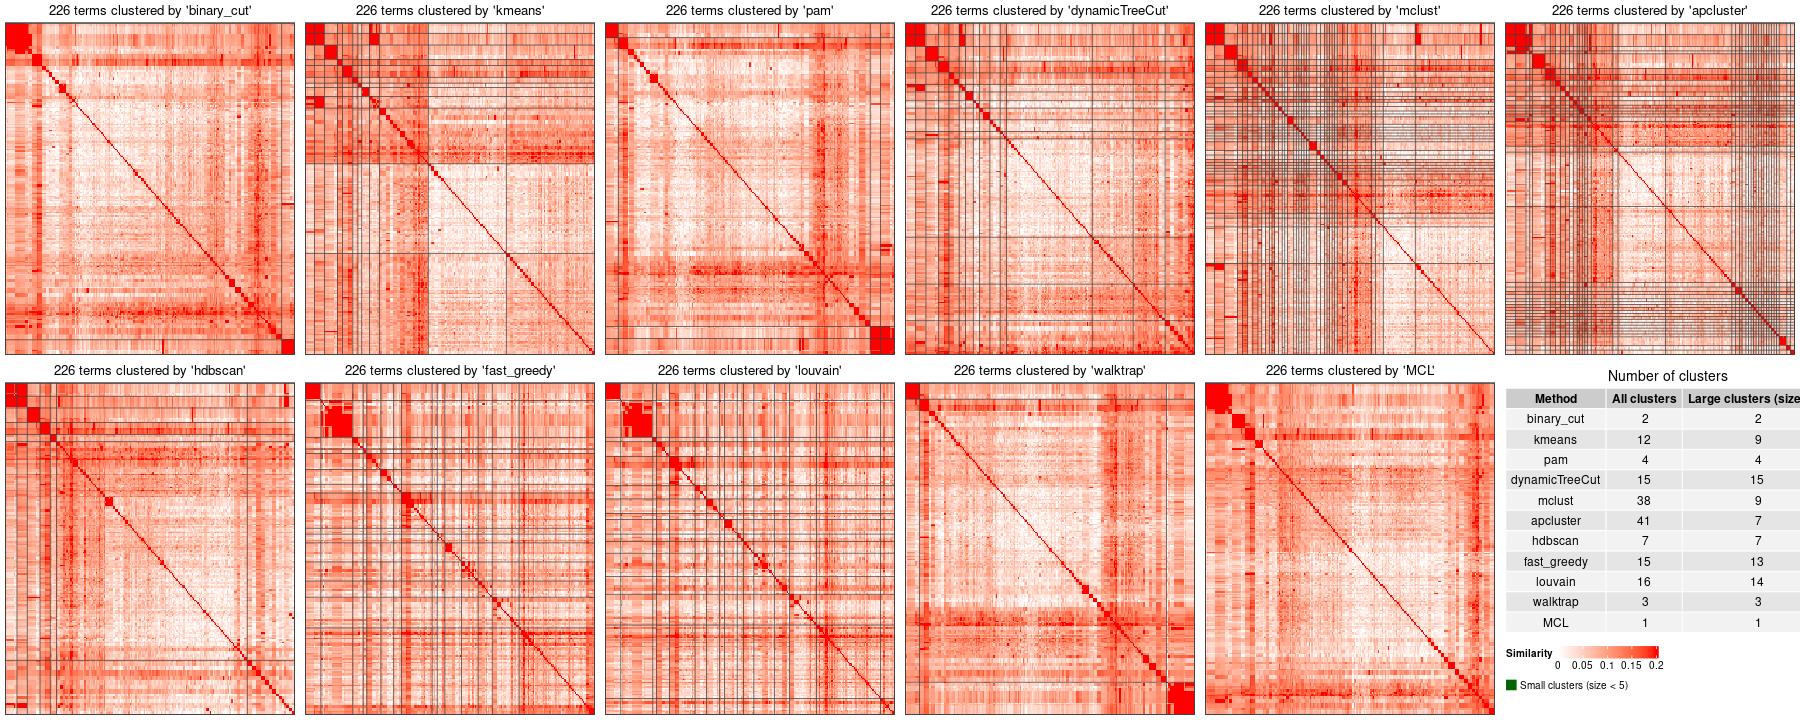 226 terms clustered by 'binary_cut'
226 terms clustered by 'kmeans'
226 terms clustered by 'pam'
226 terms clustered by 'dynamicTreeCut'
226 terms clustered by 'mclust'
226 terms clustered by 'apcluster'
226 terms clustered by 'hdbscan'
226 terms clustered by 'fast_greedy'
226 terms clustered by 'louvain'
226 terms clustered by 'walktrap'
226 terms clustered by 'MCL'
Number of clusters
Method All clusters Large clusters (size
binary_cut 2 2
kmeans 12 9
pam 4 4
dynamicTreeCut 15 15
mclust 38 9
apcluster 41 7
hdbscan 7 7
fast_greedy 15 13
louvain 16 14
walktrap 3 3
MCL 1 1
Similarity
0 0.05 0.1 0.15 0.2
Small clusters (size < 5)